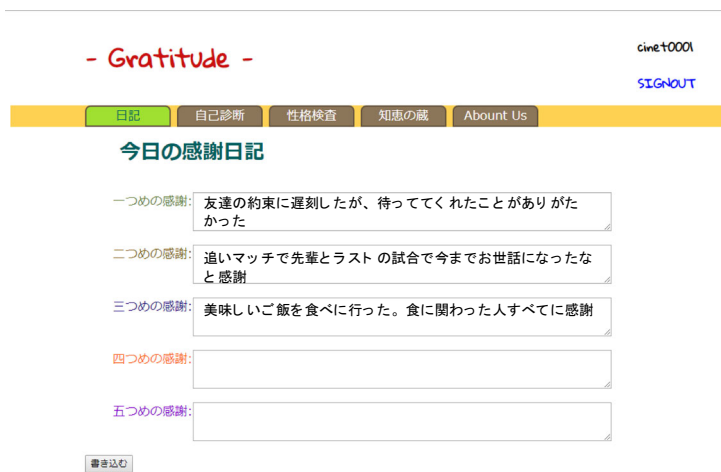 - Gratitude -
cinet0001
SIGNOUT
日記 自己診断 性格検査 知恵の蔵 Abount Us
今日の感謝日記
一つめの感謝:
友達の約束に遅刻したが、待っててくれたことがありがた
かった
二つめの感謝:
追いマッチで先輩とラストの試合で今までお世話になったな
と感謝
三つめの感謝:
美味しいご飯を食べに行った。食に関わった人すべてに感謝
四つめの感謝:
五つめの感謝:
書き込む